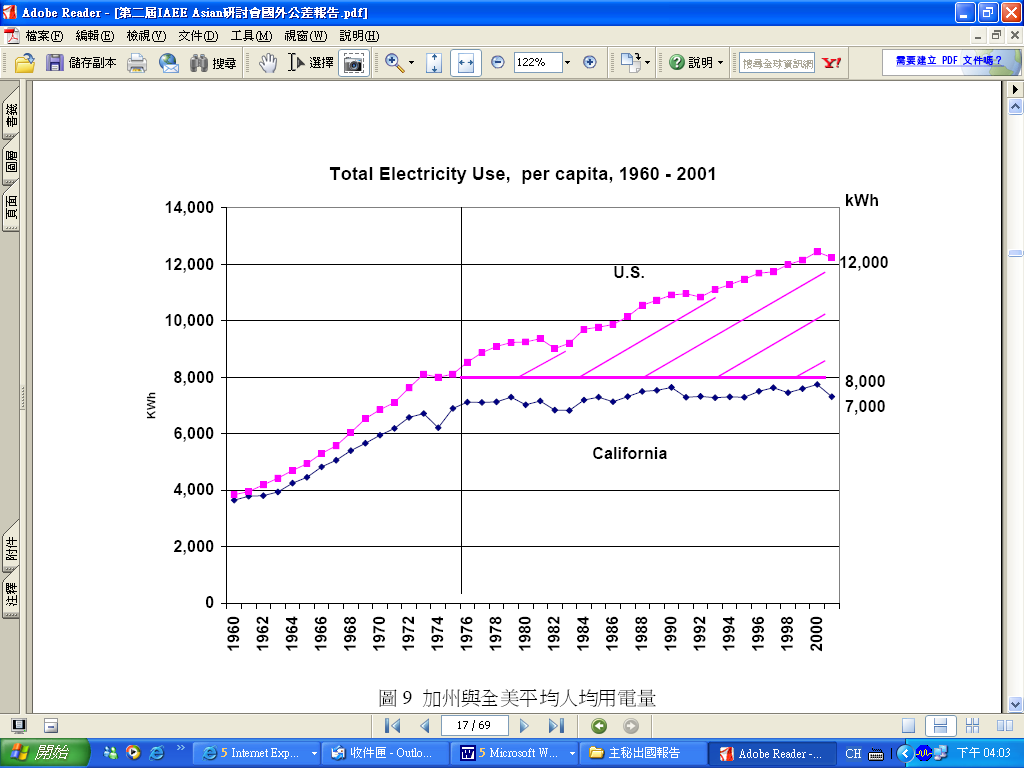 Adobe Reader - [第二屆IAEE Asian研討會國外公差報告.pdf]
檔案(F) 編輯(E) 檢視(V) 文件(D) 工具(M) 視窗(W) 說明(H)
儲存副本 搜尋 選擇 122% 說明 搜尋全球資訊網 Y! 需要建立 PDF 文件嗎？
書籤
圖層
頁面
附件
注釋
Total Electricity Use, per capita, 1960 - 2001
kWh
14,000
12,000
10,000
8,000
6,000
4,000
2,000
0
KWh
U.S.
California
12,000
8,000
7,000
1960 1962 1964 1966 1968 1970 1972 1974 1976 1978 1980 1982 1984 1986 1988 1990 1992 1994 1996 1998 2000
圖 9 加州與全美平均人均用電量
17 / 69
開始 5 Internet Exp... 收件匣 - Outlo... 5 Microsoft W... 主秘出國報告 Adobe Reader -... CH 下午 04:03